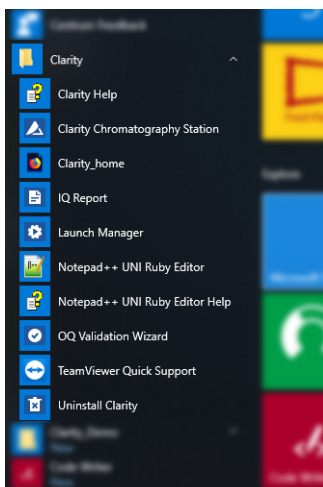 Centrum Feedback
Clarity
Clarity Help
Clarity Chromatography Station
Clarity_home
IQ Report
Launch Manager
Notepad++ UNI Ruby Editor
Notepad++ UNI Ruby Editor Help
OQ Validation Wizard
TeamViewer Quick Support
Uninstall Clarity
Clarity_Demo
New
Code Writer
New
Explore